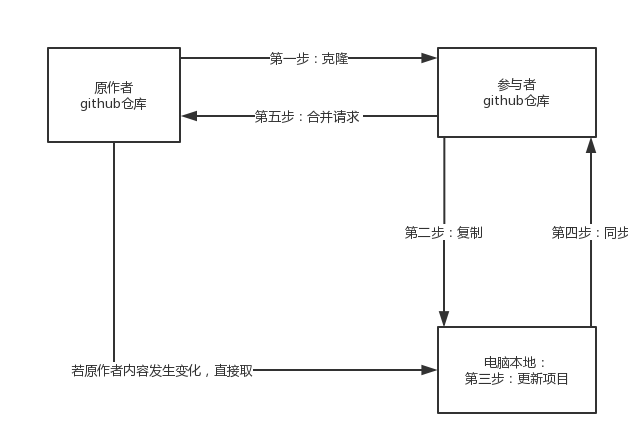 原作者
github仓库
第一步：克隆
参与者
github仓库
第五步：合并请求
第二步：复制
第四步：同步
若原作者内容发生变化，直接取
电脑本地：
第三步：更新项目